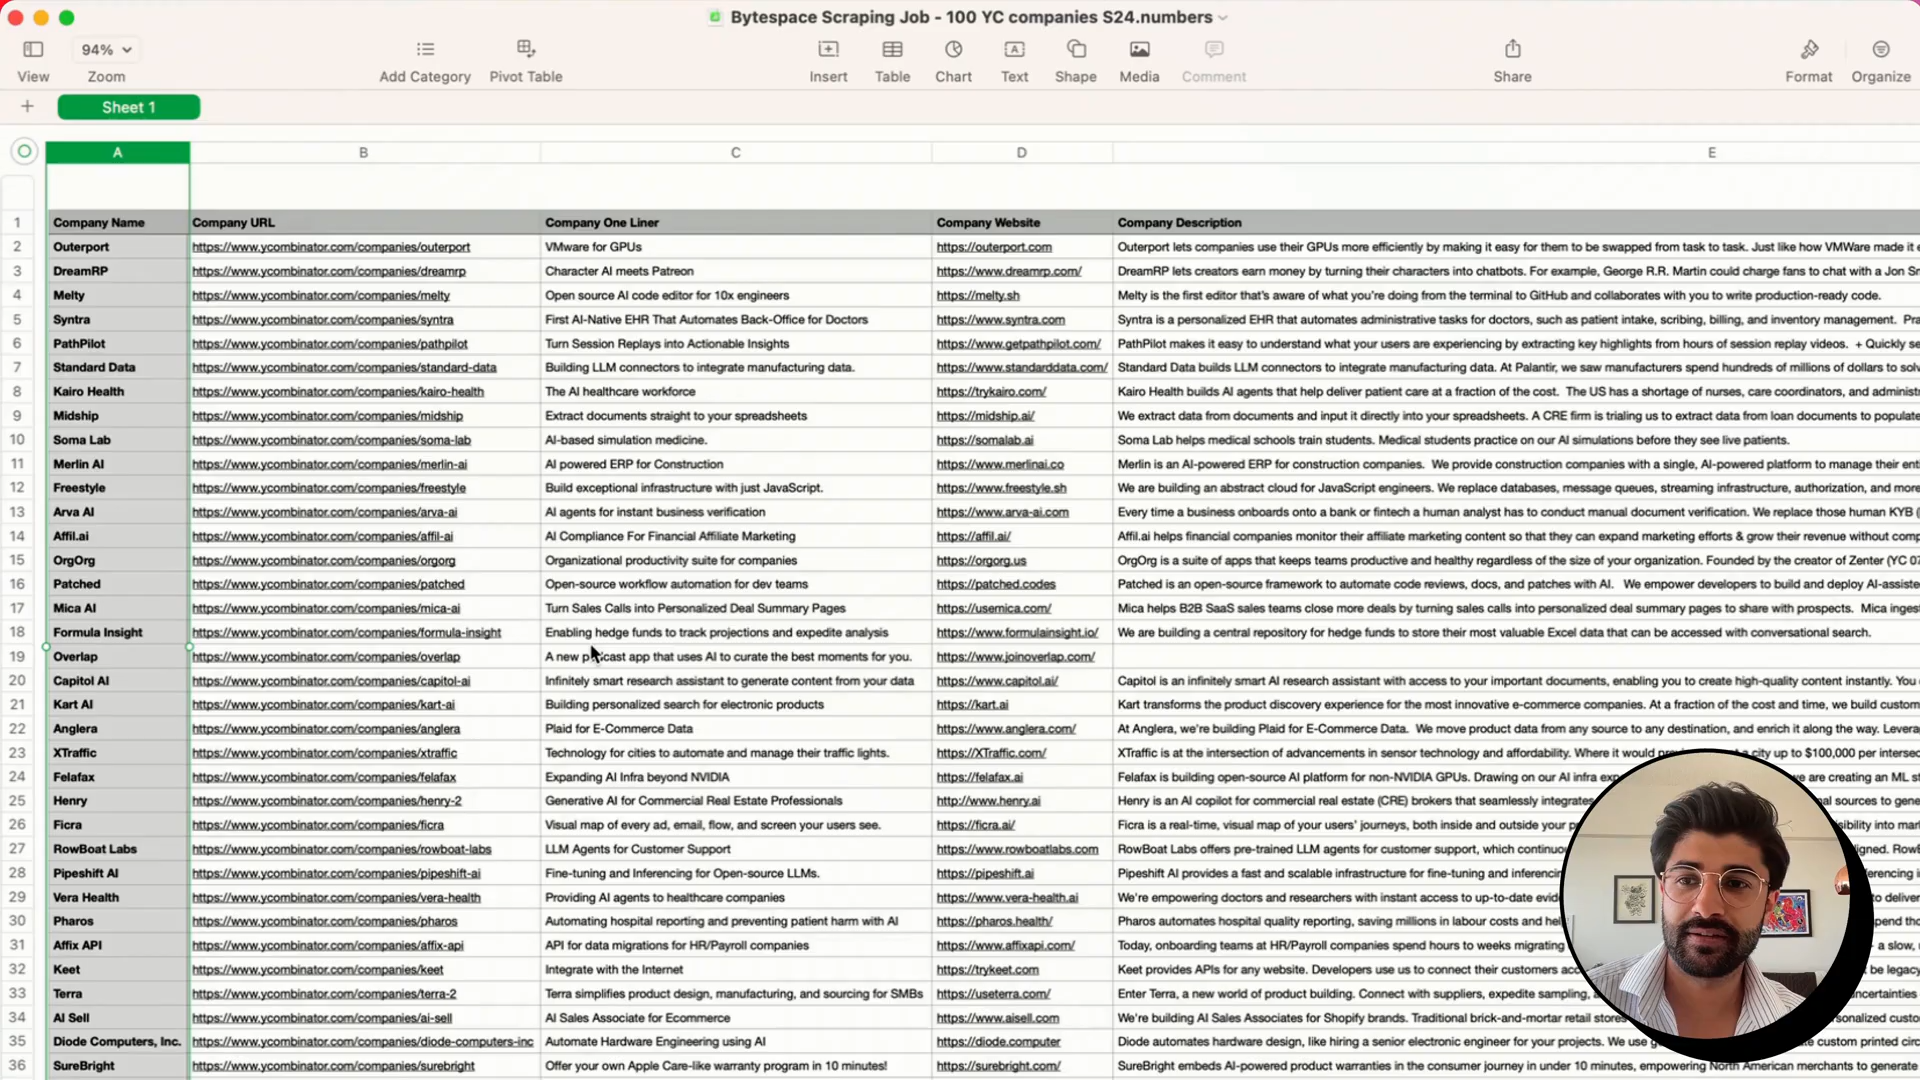 Bytespace Scraping Job - 100 YC companies S24.numbers
94%
View Zoom Add Category Pivot Table Insert Table Chart Text Shape Media Comment Share Format Organize
Sheet 1
A B C D E
1 Company Name Company URL Company One Liner Company Website Company Description
2 Outerport https://www.ycombinator.com/companies/outerport VMware for GPUs https://outerport.com Outerport lets companies use their GPUs more efficiently by making it easy for them to be swapped from task to task. Just like how VMWare made it
3 DreamRP https://www.ycombinator.com/companies/dreamrp Character AI meets Patreon https://www.dreamrp.com/ DreamRP lets creators earn money by turning their characters into chatbots. For example, George R.R. Martin could charge fans to chat with a Jon
4 Melty https://www.ycombinator.com/companies/melty Open source AI code editor for 10x engineers https://melty.sh Melty is the first editor that's aware of what you're doing from the terminal to GitHub and collaborates with you to write production-ready code.
5 Syntra https://www.ycombinator.com/companies/syntra First AI-Native EHR That Automates Back-Office for Doctors https://www.syntra.com Syntra is a personalized EHR that automates administrative tasks for doctors, such as patient intake, scribing, billing, and inventory management.
6 PathPilot https://www.ycombinator.com/companies/pathpilot Turn Session Replays into Actionable Insights https://www.getpathpilot.com/ PathPilot makes it easy to understand what your users are experiencing by extracting key highlights from hours of session replay videos. + Quickly
7 Standard Data https://www.ycombinator.com/companies/standard-data Building LLM connectors to integrate manufacturing data. https://www.standarddata.com/ Standard Data builds LLM connectors to integrate manufacturing data. At Palantir, we saw manufacturers spend hundreds of millions of dollars to
8 Kairo Health https://www.ycombinator.com/companies/kairo-health The AI healthcare workforce https://trykairo.com/ Kairo Health builds AI agents that help deliver patient care at a fraction of the cost. The US has a shortage of nurses, care coordinators, and
9 Midship https://www.ycombinator.com/companies/midship Extract documents straight to your spreadsheets https://midship.ai/ We extract data from documents and input it directly into your spreadsheets. A CRE firm is trialing us to extract data from loan documents to populate
10 Soma Lab https://www.ycombinator.com/companies/soma-lab AI-based simulation medicine. https://somalab.ai Soma Lab helps medical schools train students. Medical students practice on our AI simulations before they see live patients.
11 Merlin AI https://www.ycombinator.com/companies/merlin-ai AI powered ERP for Construction https://www.merlinai.co Merlin is an AI-powered ERP for construction companies. We provide construction companies with a single, AI-powered platform to manage their
12 Freestyle https://www.ycombinator.com/companies/freestyle Build exceptional infrastructure with just JavaScript. https://www.freestyle.sh We are building an abstract cloud for JavaScript engineers. We replace databases, message queues, streaming infrastructure, authorization, and more
13 Arva AI https://www.ycombinator.com/companies/arva-ai AI agents for instant business verification https://www.arva-ai.com Every time a business onboards onto a bank or fintech a human analyst has to conduct manual document verification. We replace those human KYB (
14 Affil.ai https://www.ycombinator.com/companies/affil-ai AI Compliance For Financial Affiliate Marketing https://affil.ai/ Affil.ai helps financial companies monitor their affiliate marketing content so that they can expand marketing efforts & grow their revenue without
15 OrgOrg https://www.ycombinator.com/companies/orgorg Organizational productivity suite for companies https://orgorg.us OrgOrg is a suite of apps that keeps teams productive and healthy regardless of the size of your organization. Founded by the creator of Zenter (YC
16 Patched https://www.ycombinator.com/companies/patched Open-source workflow automation for dev teams https://patched.codes Patched is an open-source framework to automate code reviews, docs, and patches with AI. We empower developers to build and deploy
17 Mica AI https://www.ycombinator.com/companies/mica-ai Turn Sales Calls into Personalized Deal Summary Pages https://usemica.com/ Mica helps B2B SaaS sales teams close more deals by turning sales calls into personalized deal summary pages to share with prospects. Mica
18 Formula Insight https://www.ycombinator.com/companies/formula-insight Enabling hedge funds to track projections and expedite analysis https://www.formulainsight.io/ We are building a central repository for hedge funds to store their most valuable Excel data that can be accessed with conversational search.
19 Overlap https://www.ycombinator.com/companies/overlap A new app that uses AI to curate the best moments for you. https://www.joinoverlap.com/
20 Capitol AI https://www.ycombinator.com/companies/capitol-ai Infinitely smart research assistant to generate content from your data https://www.capitol.ai/ Capitol is an infinitely smart AI research assistant with access to your important documents, enabling you to create high-quality content instantly. You
21 Kart AI https://www.ycombinator.com/companies/kart-ai Building personalized search for electronic products https://kart.ai Kart transforms the product discovery experience for the most innovative e-commerce companies. At a fraction of the cost and time, we build
22 Anglera https://www.ycombinator.com/companies/anglera Plaid for E-Commerce Data https://www.anglera.com/ At Anglera, we're building Plaid for E-Commerce Data. We move product data from any source to any destination, and enrich it along the way.
23 XTraffic https://www.ycombinator.com/companies/xtraffic Technology for cities to automate and manage their traffic lights. https://XTraffic.com/ XTraffic is at the intersection of advancements in sensor technology and affordability. Where it would city up to $100,000 per
24 Felafax https://www.ycombinator.com/companies/felafax Expanding AI Infra beyond NVIDIA https://felafax.ai Felafax is building open-source AI platform for non-NVIDIA GPUs. Drawing on our AI infra we are creating an ML
25 Henry https://www.ycombinator.com/companies/henry-2 Generative AI for Commercial Real Estate Professionals http://www.henry.ai Henry is an AI copilot for commercial real estate (CRE) brokers that seamlessly integrates sources to
26 Ficra https://www.ycombinator.com/companies/ficra Visual map of every ad, email, flow, and screen your users see. https://ficra.ai/ Ficra is a real-time, visual map of your users' journeys, both inside and outside your into
27 RowBoat Labs https://www.ycombinator.com/companies/rowboat-labs LLM Agents for Customer Support https://www.rowboatlabs.com RowBoat Labs offers pre-trained LLM agents for customer support, which
28 Pipeshift AI https://www.ycombinator.com/companies/pipeshift-ai Fine-tuning and Inferencing for Open-source LLMs. https://pipeshift.ai Pipeshift AI provides a fast and scalable infrastructure for fine-tuning and
29 Vera Health https://www.ycombinator.com/companies/vera-health Providing AI agents to healthcare companies https://www.vera-health.ai We're empowering doctors and researchers with instant access to up-to-date
30 Pharos https://www.ycombinator.com/companies/pharos Automating hospital reporting and preventing patient harm with AI https://pharos.health/ Pharos automates hospital quality reporting, saving millions in labour costs and
31 Affix API https://www.ycombinator.com/companies/affix-api API for data migrations for HR/Payroll companies https://www.affixapi.com/ Today, onboarding teams at HR/Payroll companies spend hours to weeks migrating a slow,
32 Keet https://www.ycombinator.com/companies/keet Integrate with the Internet https://trykeet.com Keet provides APIs for any website. Developers use us to connect their customers be
33 Terra https://www.ycombinator.com/companies/terra-2 Terra simplifies product design, manufacturing, and sourcing for SMBs https://useterra.com/ Enter Terra, a new world of product building. Connect with suppliers, expedite sampling,
34 AI Sell https://www.ycombinator.com/companies/ai-sell AI Sales Associate for Ecommerce https://www.aisell.com We're building AI Sales Associates for Shopify brands. Traditional brick-and-mortar retail stores
35 Diode Computers, Inc. https://www.ycombinator.com/companies/diode-computers-inc Automate Hardware Engineering using AI https://diode.computer Diode automates hardware design, like hiring a senior electronic engineer for your projects. We use custom printed
36 SureBright https://www.ycombinator.com/companies/surebright Offer your own Apple Care-like warranty program in 10 minutes! https://surebright.com/ SureBright embeds AI-powered product warranties in the consumer journey in under 10 minutes, empowering North American merchants to generate